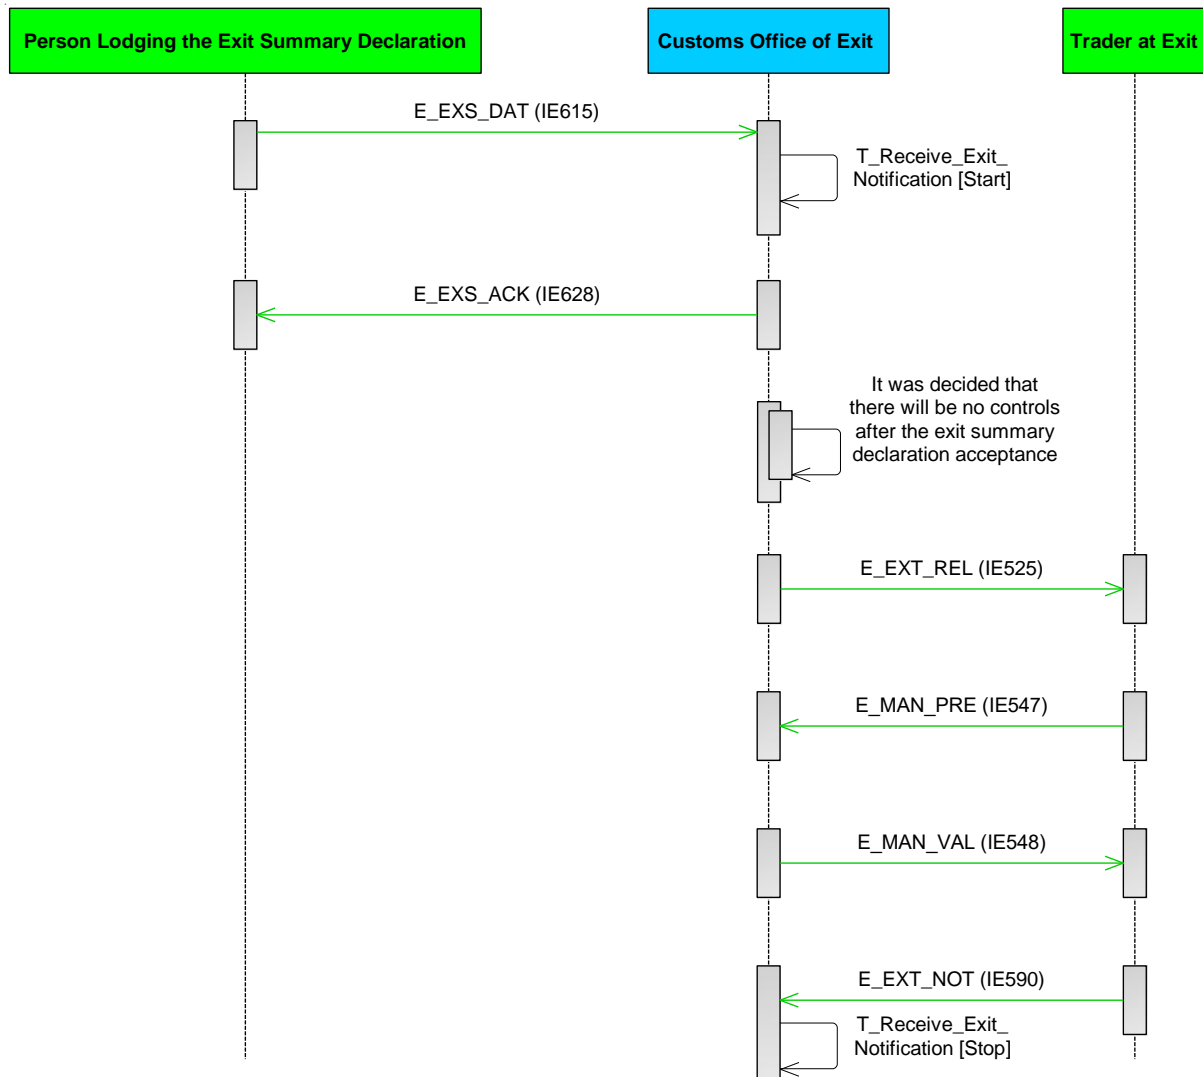 Person Lodging the Exit Summary Declaration
Customs Office of Exit
Trader at Exit
E_EXS_DAT (IE615)
T_Receive_Exit_
Notification [Start]
E_EXS_ACK (IE628)
It was decided that
there will be no controls
after the exit summary
declaration acceptance
E_EXT_REL (IE525)
E_MAN_PRE (IE547)
E_MAN_VAL (IE548)
E_EXT_NOT (IE590)
T_Receive_Exit_
Notification [Stop]